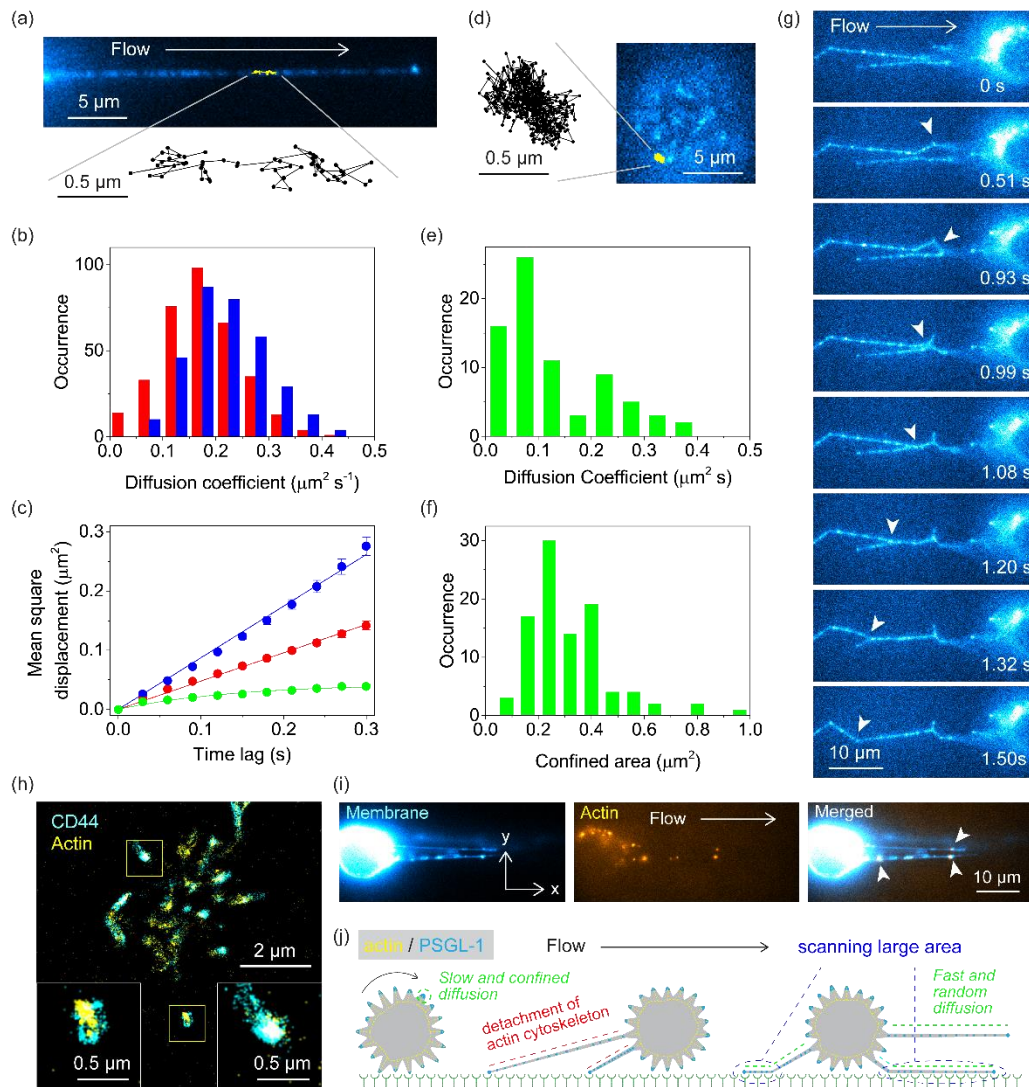 (a)
Flow
5 μm
0.5 μm
(b)
100
50
0
Occurrence
0.0 0.1 0.2 0.3 0.4 0.5
Diffusion coefficient (μm² s⁻¹)
(c)
0.3
0.2
0.1
0.0
Mean square
displacement (μm²)
0.0 0.1 0.2 0.3
Time lag (s)
(d)
0.5 μm
5 μm
(e)
20
0
Occurrence
0.0 0.1 0.2 0.3 0.4 0.5
Diffusion Coefficient (μm² s)
(f)
30
20
10
0
Occurrence
0.0 0.2 0.4 0.6 0.8 1.0
Confined area (μm²)
(g)
Flow
0 s
0.51 s
0.93 s
0.99 s
1.08 s
1.20 s
1.32 s
1.50s
10 μm
(h)
CD44
Actin
2 μm
0.5 μm
0.5 μm
(i)
Membrane
y
x
Actin
Flow
Merged
10 μm
(j)
actin / PSGL-1
Flow
scanning large area
Slow and confined
diffusion
detachment of
actin cytoskeleton
Fast and
random
diffusion